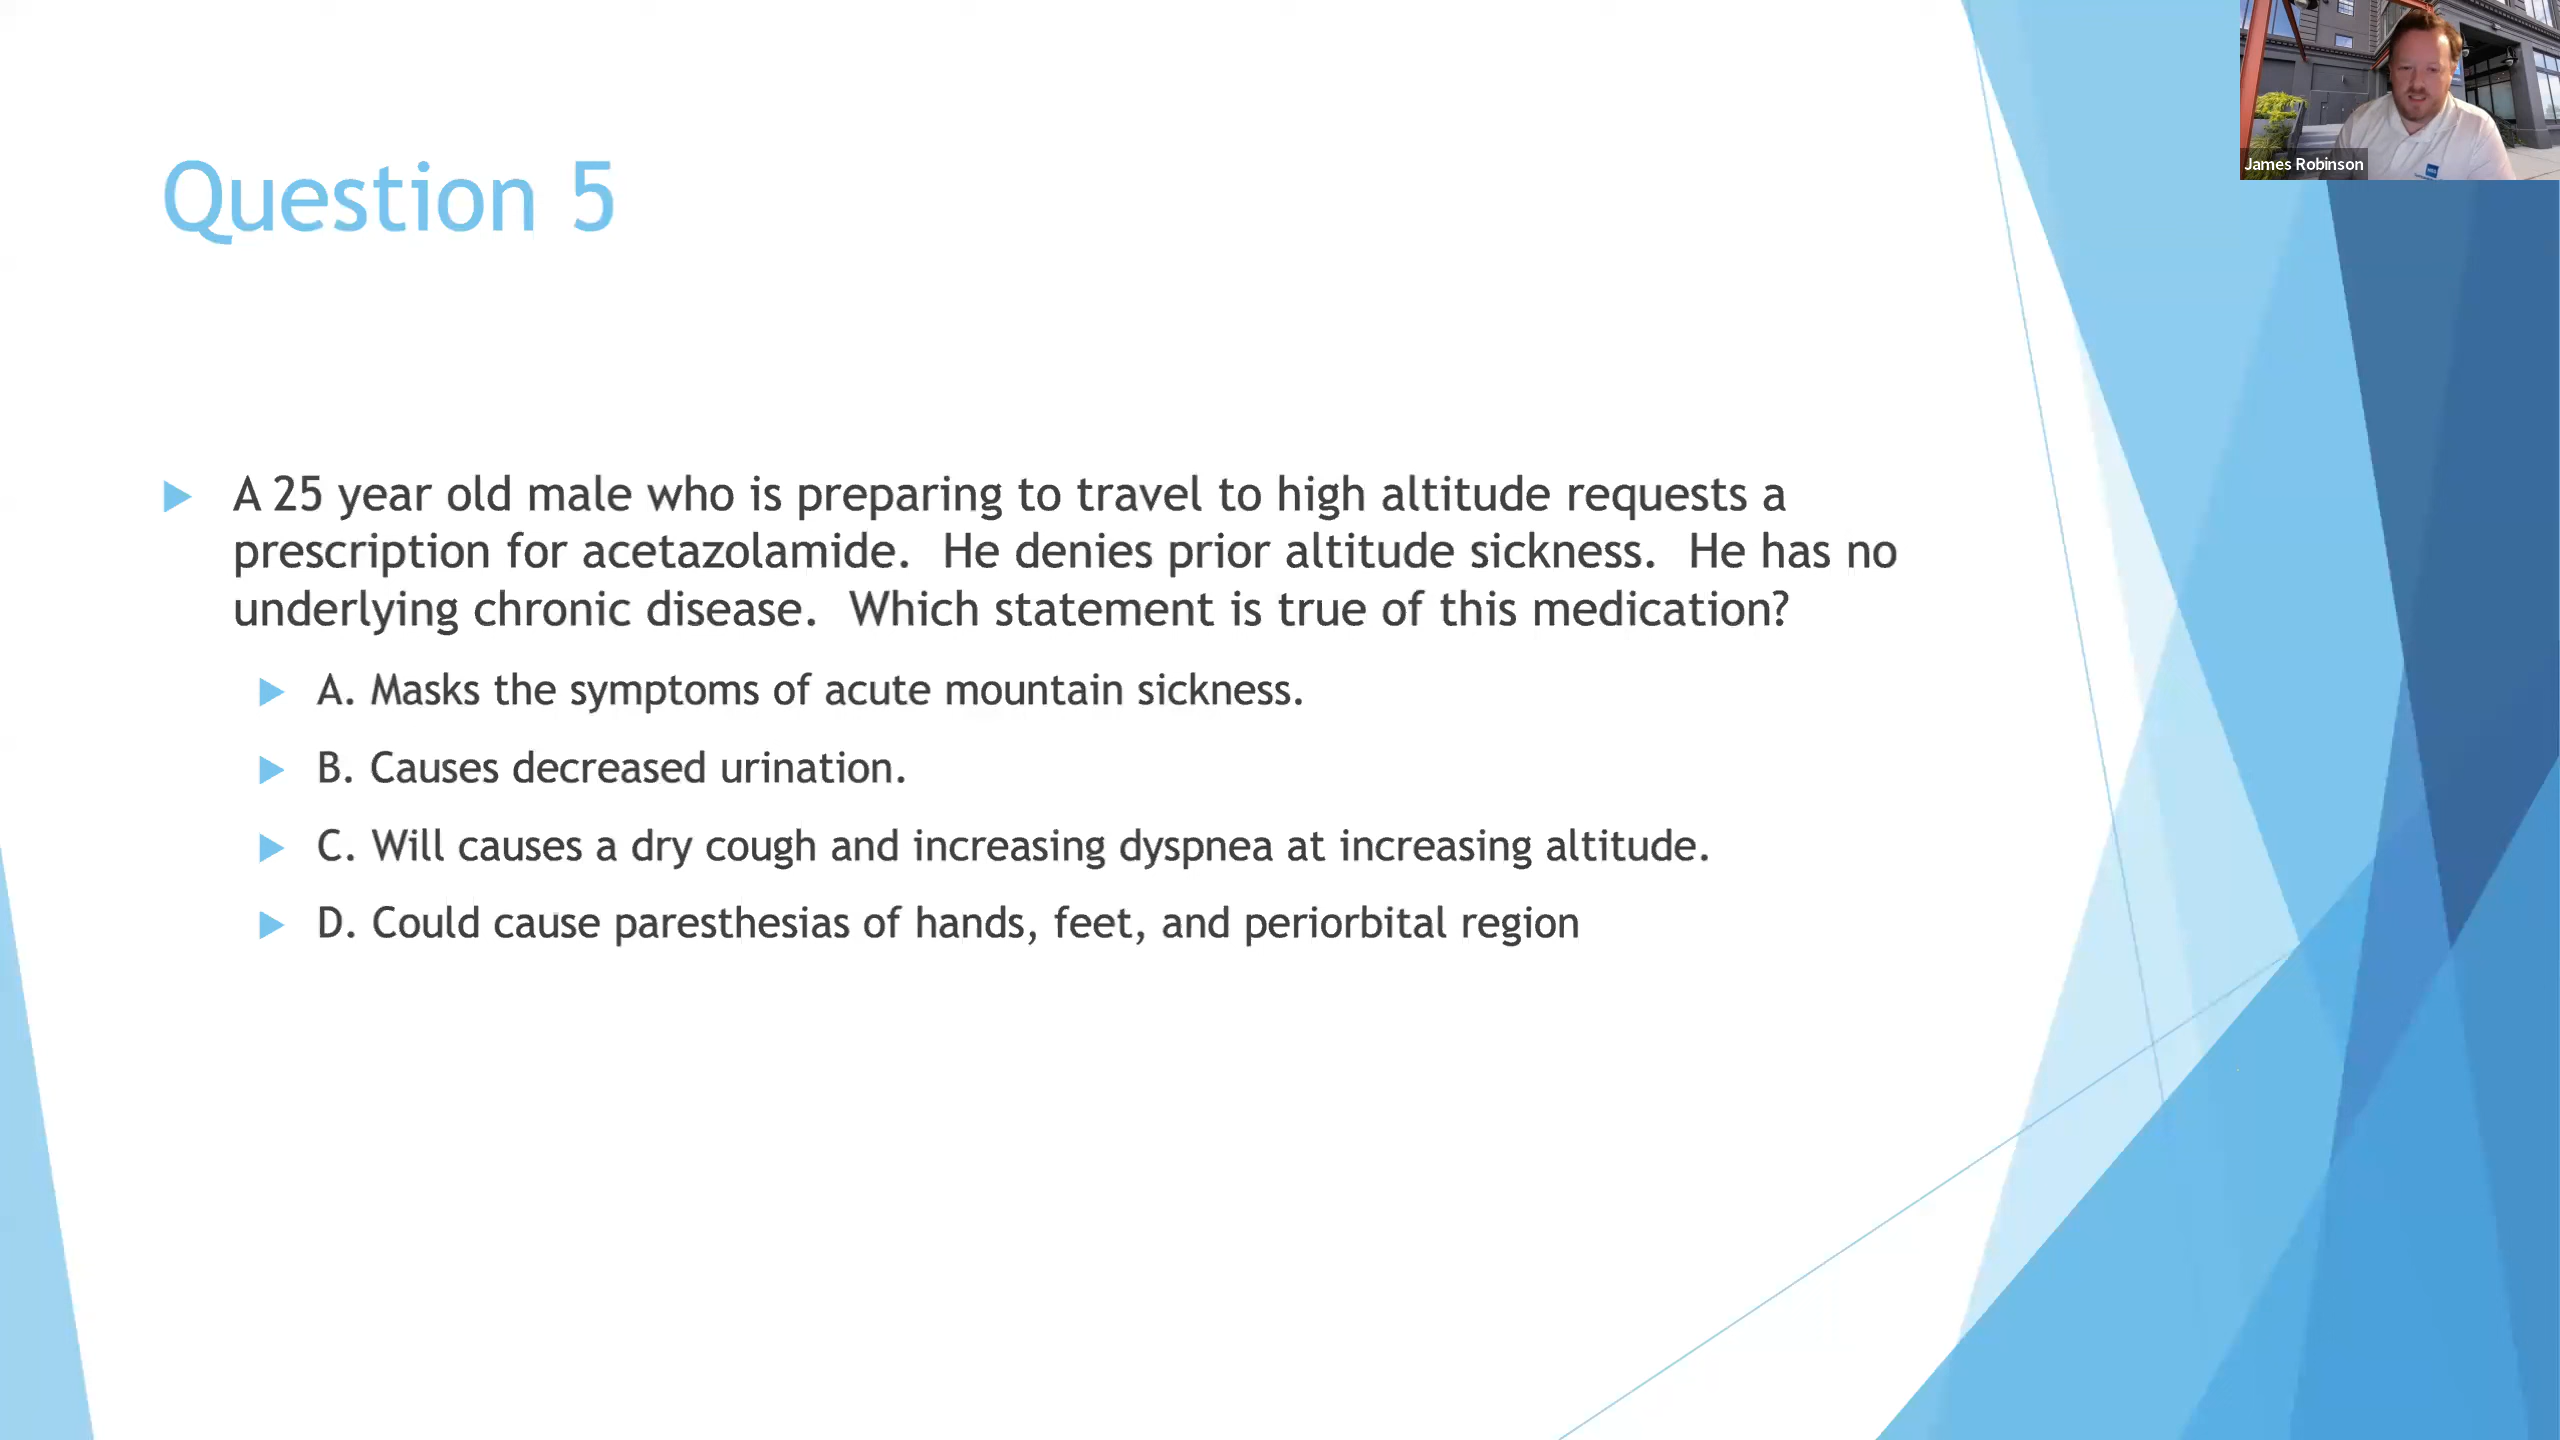 James Robinson
Question 5
A 25 year old male who is preparing to travel to high altitude requests a
prescription for acetazolamide.  He denies prior altitude sickness.  He has no
underlying chronic disease.  Which statement is true of this medication?
A. Masks the symptoms of acute mountain sickness.
B. Causes decreased urination.
C. Will causes a dry cough and increasing dyspnea at increasing altitude.
D. Could cause paresthesias of hands, feet, and periorbital region